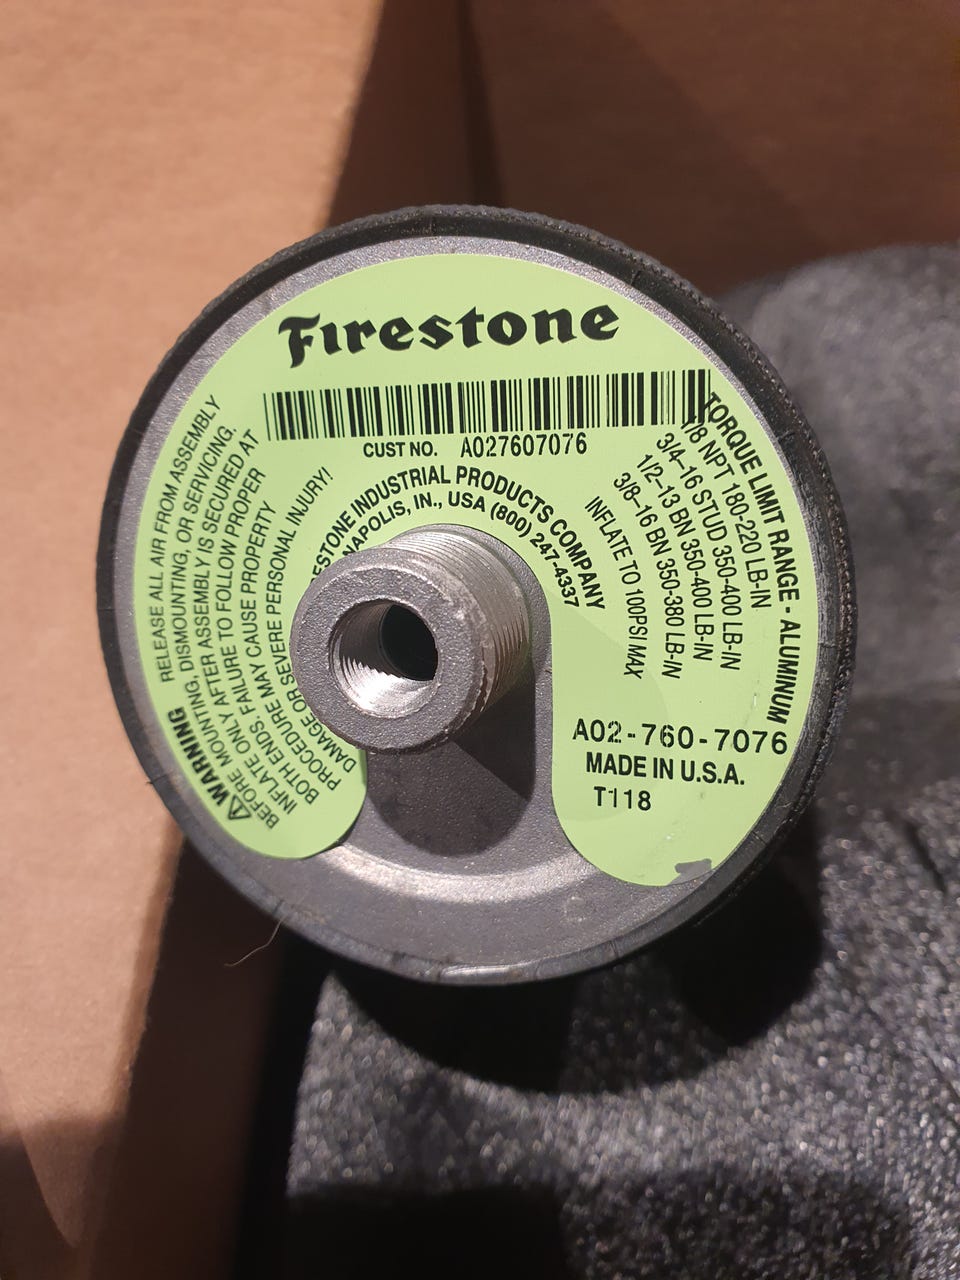 Firestone
CUST NO. A027607076
FIRESTONE INDUSTRIAL PRODUCTS COMPANY
NAPOLIS, IN., USA (800) 247-4337
⚠WARNING RELEASE ALL AIR FROM ASSEMBLY
BEFORE MOUNTING, DISMOUNTING, OR SERVICING.
INFLATE ONLY AFTER ASSEMBLY IS SECURED AT
BOTH ENDS. FAILURE TO FOLLOW PROPER
PROCEDURE MAY CAUSE PROPERTY
DAMAGE OR SEVERE PERSONAL INJURY!
TORQUE LIMIT RANGE - ALUMINUM
NPT 180-220 LB-IN
3/4-16 STUD 350-400 LB-IN
1/2-13 BN 350-400 LB-IN
3/8-16 BN 350-380 LB-IN
INFLATE TO 100PSI MAX
A02-760-7076
MADE IN U.S.A.
T118